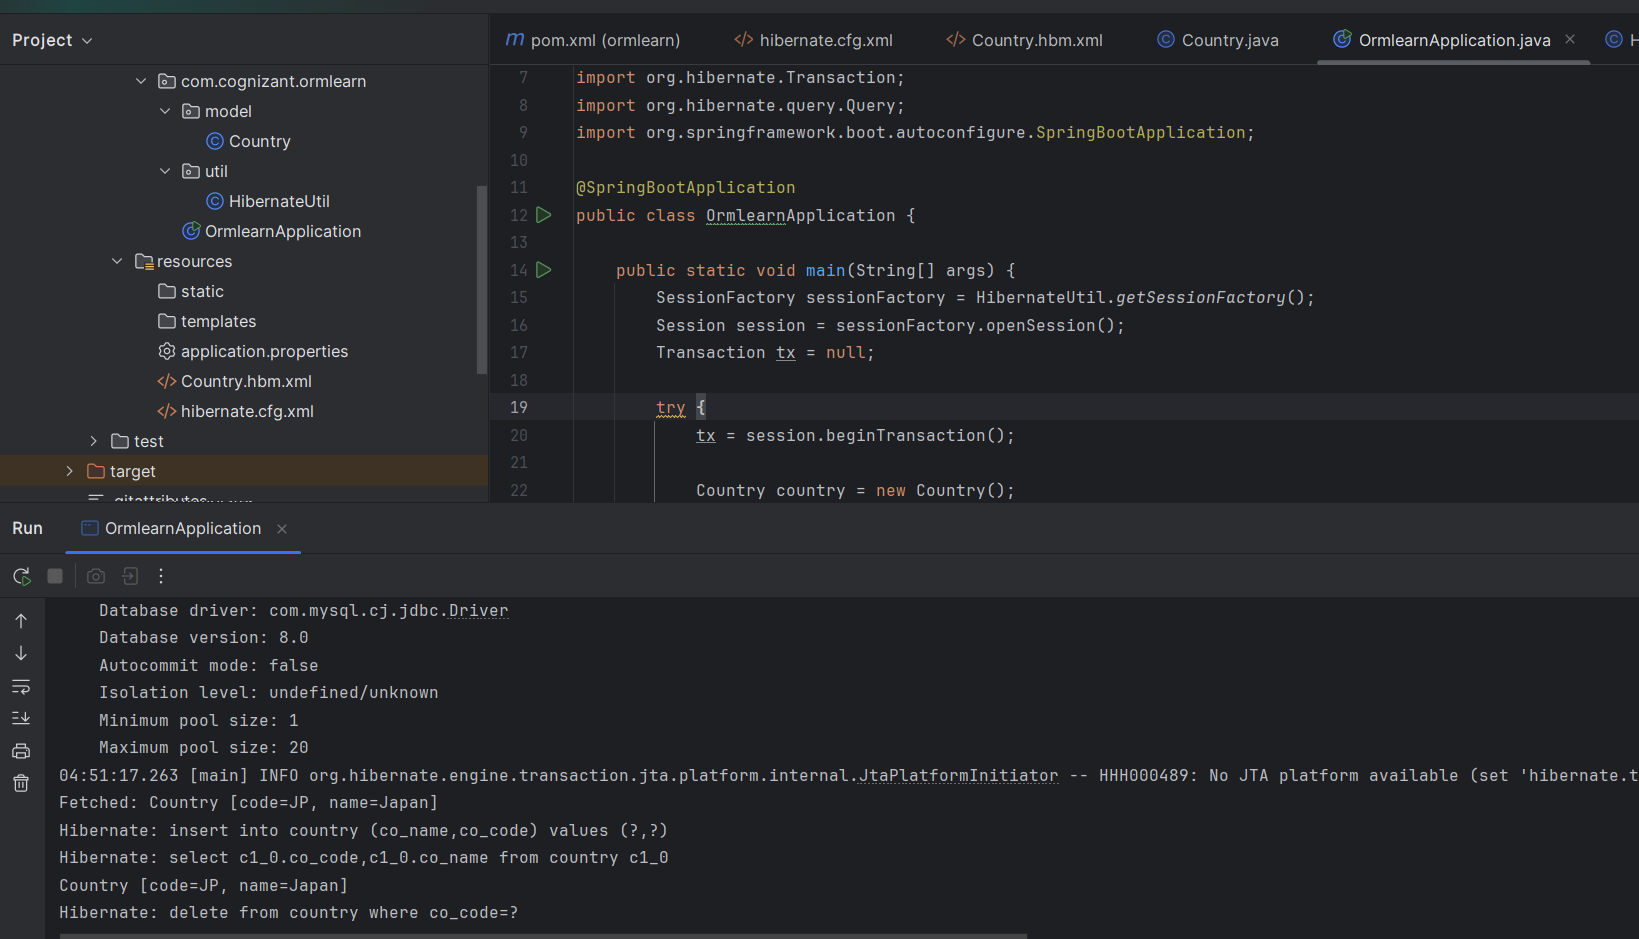 Project
pom.xml (ormlearn)
hibernate.cfg.xml
Country.hbm.xml
Country.java
OrmlearnApplication.java
com.cognizant.ormlearn
model
Country
util
HibernateUtil
OrmlearnApplication
resources
static
templates
application.properties
Country.hbm.xml
hibernate.cfg.xml
test
target
.gitattributes
7 import org.hibernate.Transaction;
8 import org.hibernate.query.Query;
9 import org.springframework.boot.autoconfigure.SpringBootApplication;
10
11 @SpringBootApplication
12 public class OrmlearnApplication {
13
14 public static void main(String[] args) {
15 SessionFactory sessionFactory = HibernateUtil.getSessionFactory();
16 Session session = sessionFactory.openSession();
17 Transaction tx = null;
18
19 try {
20 tx = session.beginTransaction();
21
22 Country country = new Country();
Run
OrmlearnApplication
Database driver: com.mysql.cj.jdbc.Driver
Database version: 8.0
Autocommit mode: false
Isolation level: undefined/unknown
Minimum pool size: 1
Maximum pool size: 20
04:51:17.263 [main] INFO org.hibernate.engine.transaction.jta.platform.internal.JtaPlatformInitiator -- HHH000489: No JTA platform available (set 'hibernate.t
Fetched: Country [code=JP, name=Japan]
Hibernate: insert into country (co_name,co_code) values (?,?)
Hibernate: select c1_0.co_code,c1_0.co_name from country c1_0
Country [code=JP, name=Japan]
Hibernate: delete from country where co_code=?